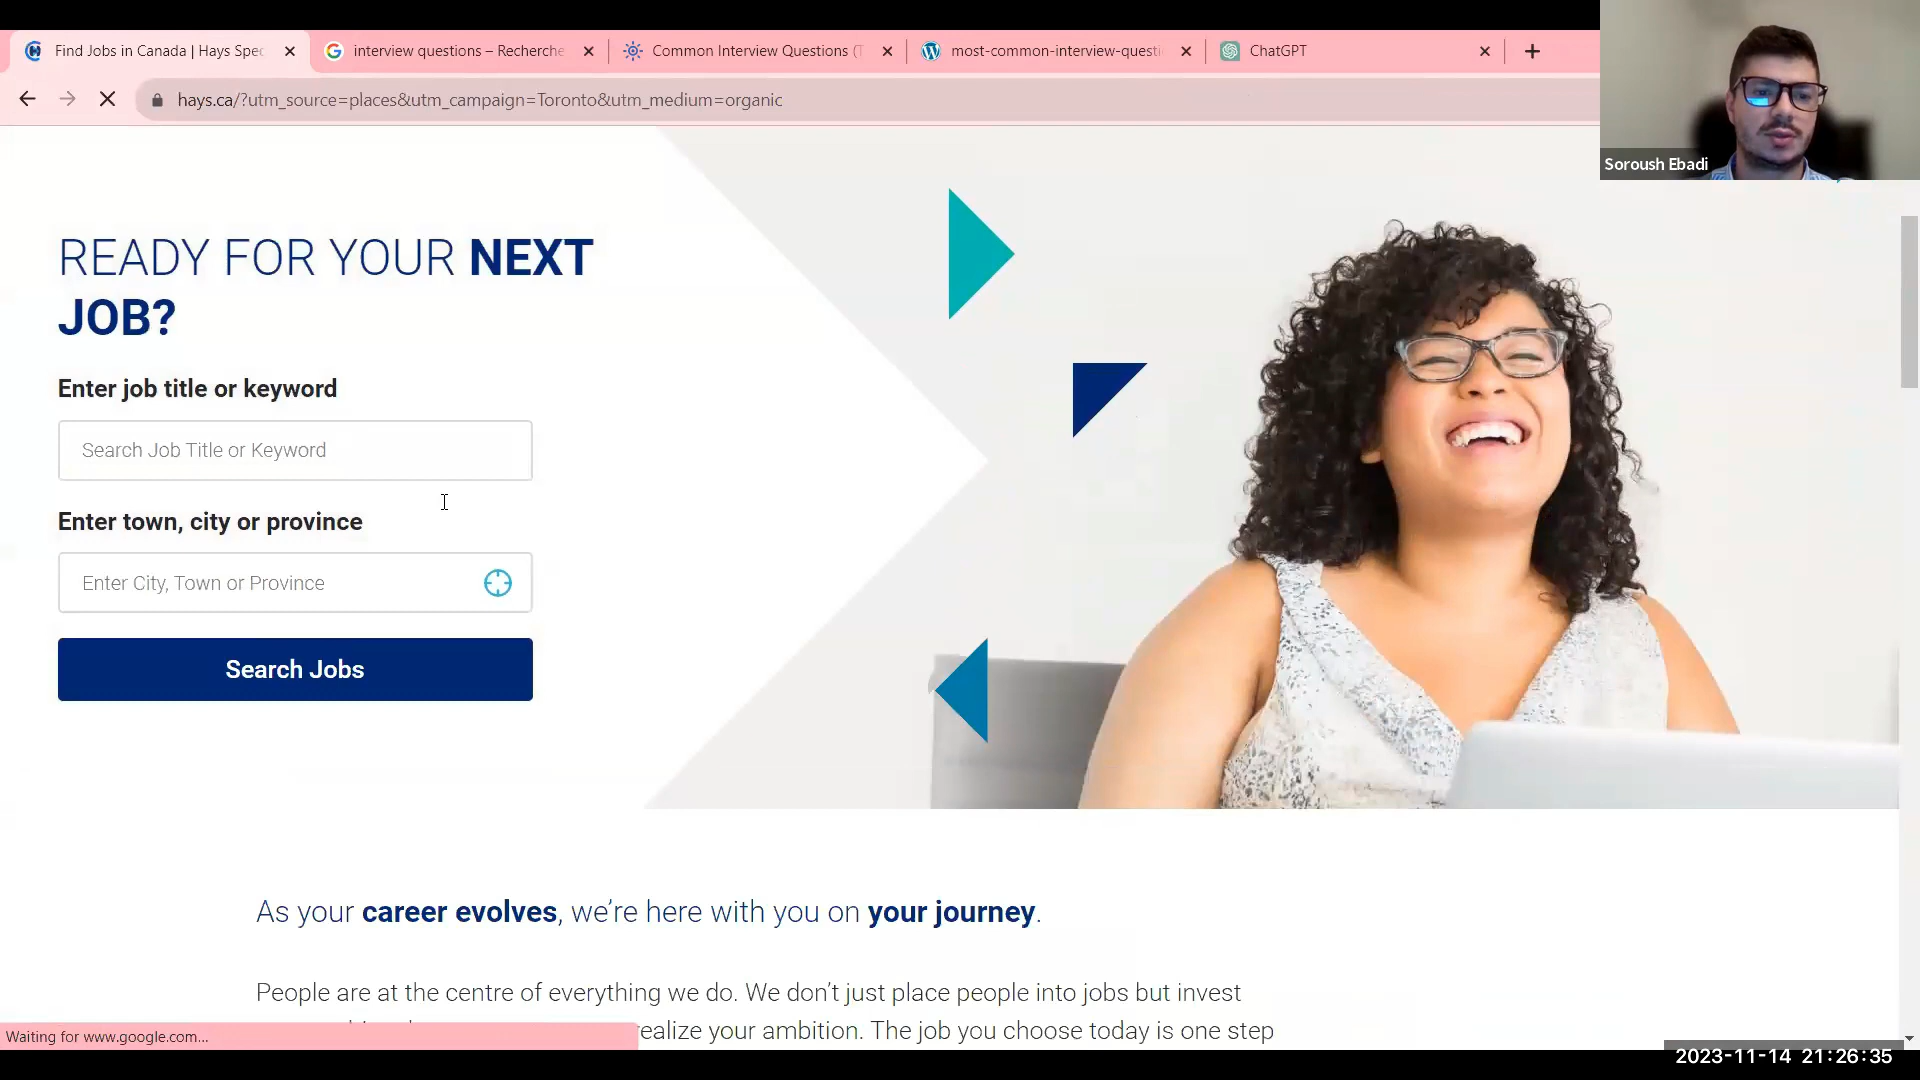 Find Jobs in Canada | Hays Spec
interview questions – Recherche
Common Interview Questions (T
most-common-interview-questi
ChatGPT
hays.ca/?utm_source=places&utm_campaign=Toronto&utm_medium=organic
Soroush Ebadi
READY FOR YOUR NEXT
JOB?
Enter job title or keyword
Search Job Title or Keyword
Enter town, city or province
Enter City, Town or Province
Search Jobs
As your career evolves, we're here with you on your journey.
People are at the centre of everything we do. We don't just place people into jobs but invest
realize your ambition. The job you choose today is one step
Waiting for www.google.com...
2023-11-14 21:26:35